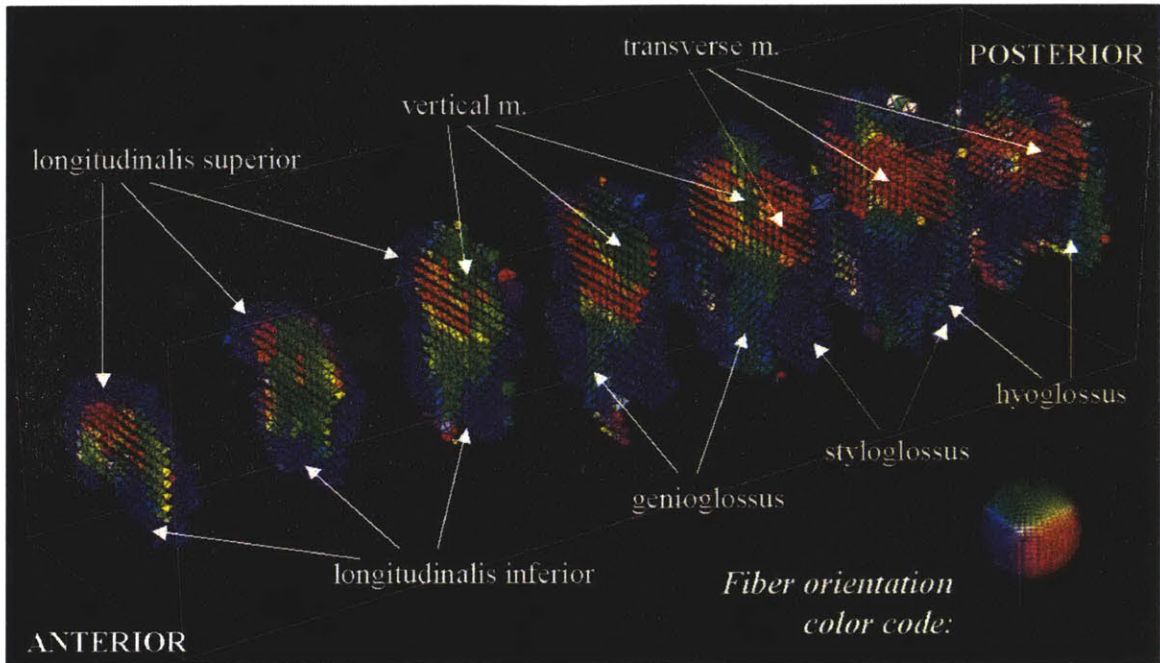 transverse m.
POSTERIOR
vertical m.
longitudinalis superior
hyoglossus
styloglossus
genioglossus
longitudinalis inferior
Fiber orientation
color code:
ANTERIOR